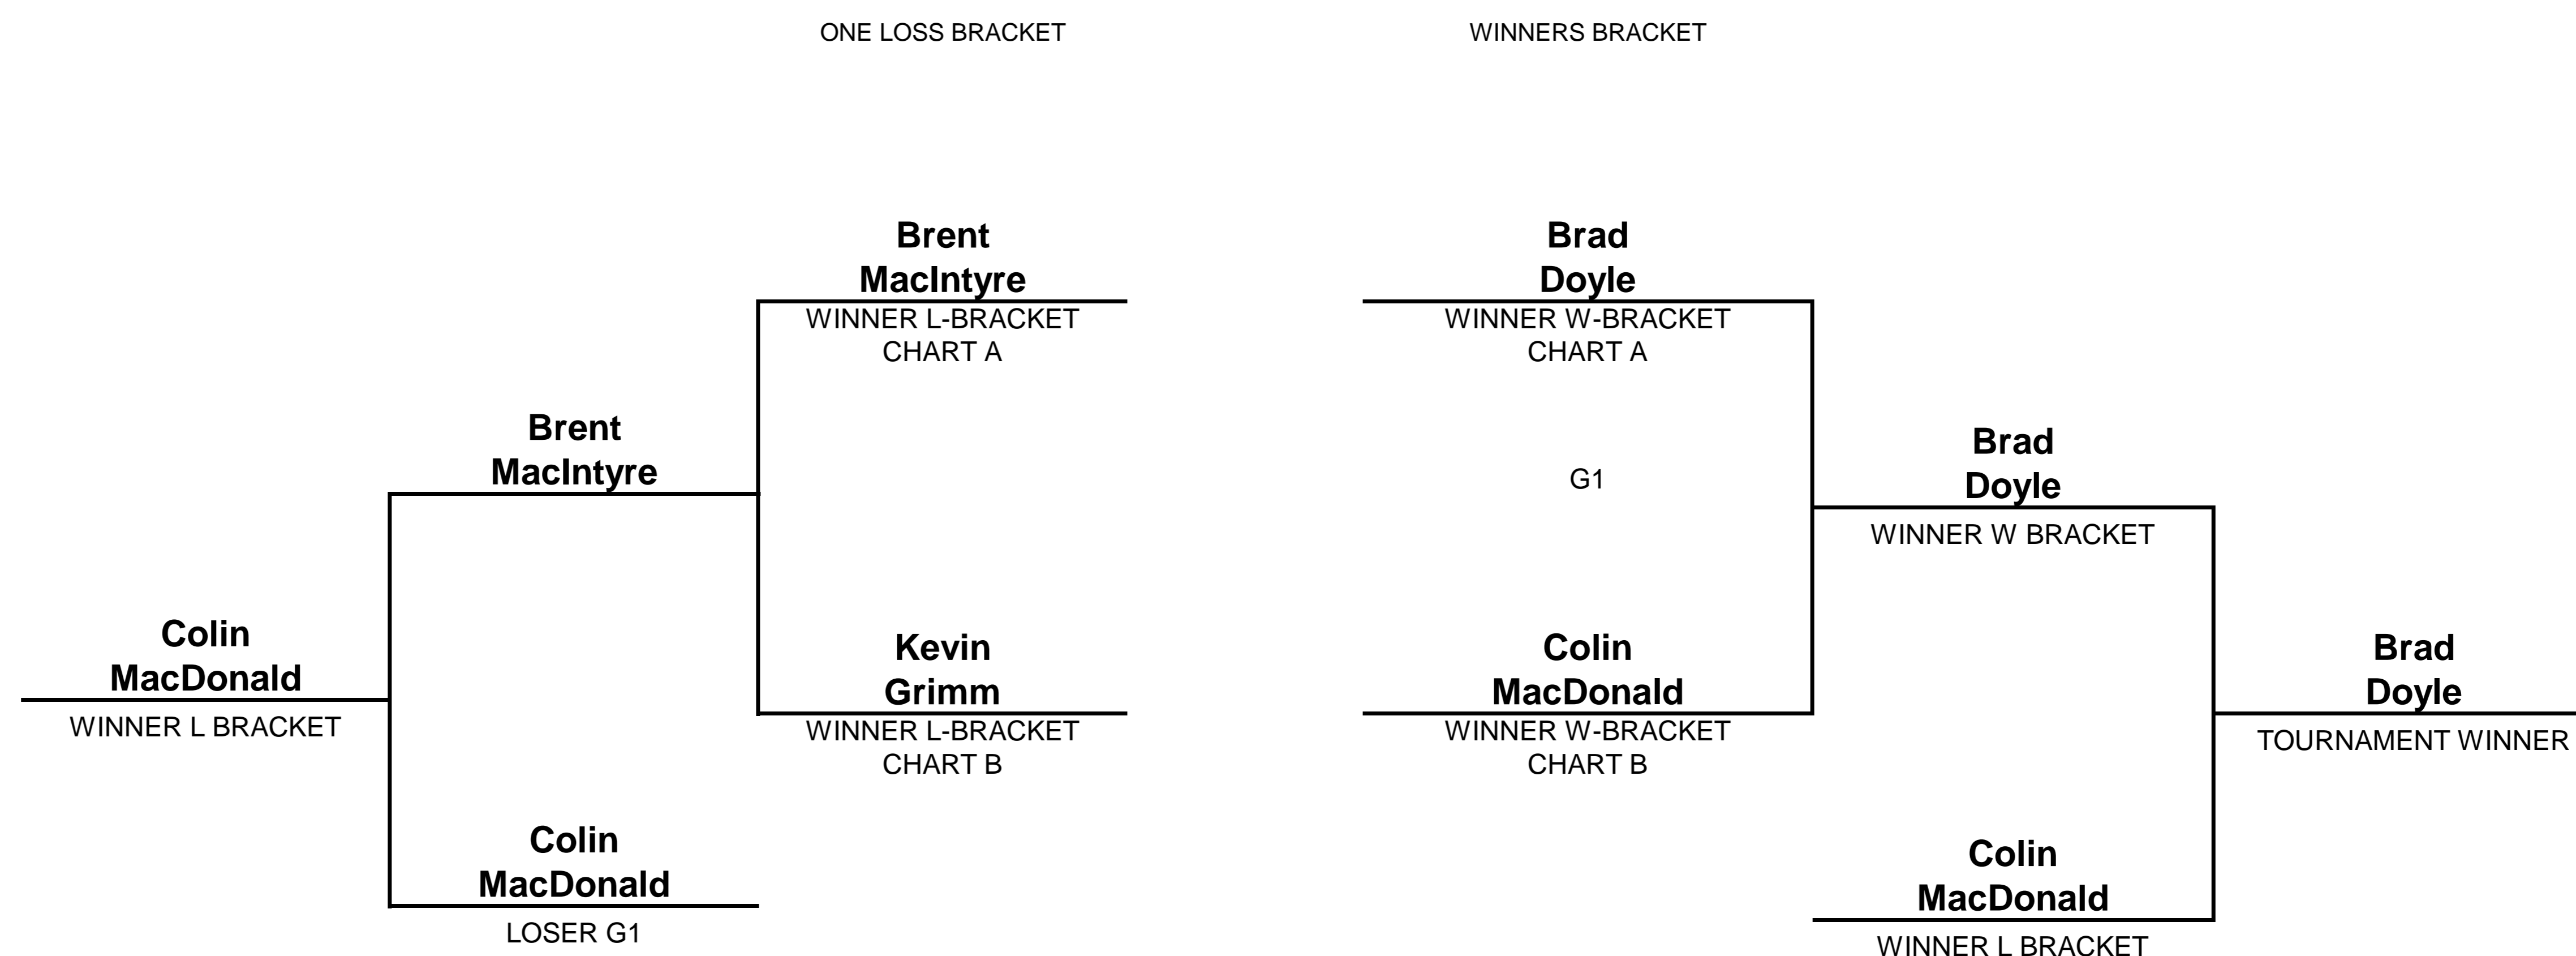 ONE LOSS BRACKET
WINNERS BRACKET
Brent
MacIntyre
WINNER L-BRACKET
CHART A
Brad
Doyle
WINNER W-BRACKET
CHART A
Brent
MacIntyre
G1
Brad
Doyle
WINNER W BRACKET
Colin
MacDonald
WINNER L BRACKET
Kevin
Grimm
WINNER L-BRACKET
CHART B
Colin
MacDonald
WINNER W-BRACKET
CHART B
Brad
Doyle
TOURNAMENT WINNER
Colin
MacDonald
LOSER G1
Colin
MacDonald
WINNER L BRACKET